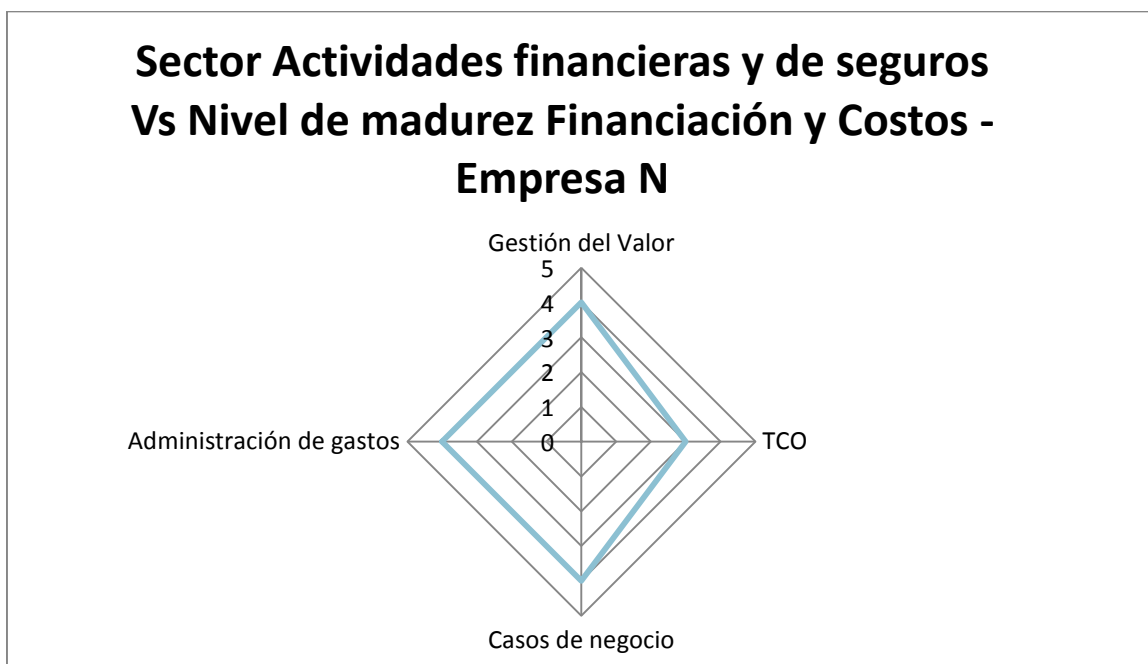 Sector Actividades financieras y de seguros
Vs Nivel de madurez Financiación y Costos -
Empresa N
Gestión del Valor
5
4
3
2
1
0
Administración de gastos
TCO
Casos de negocio